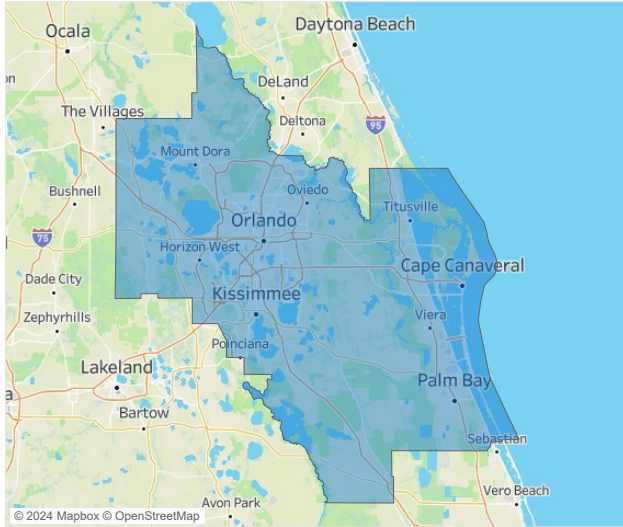 Daytona Beach
Ocala
DeLand
The Villages
Deltona
95
Mount Dora
Bushnell
Oviedo
Titusville
Orlando
75
Horizon West
Cape Canaveral
Dade City
Kissimmee
Zephyrhills
Viera
Poinciana
Lakeland
Palm Bay
Bartow
Sebastian
Vero Beach
Avon Park
© 2024 Mapbox © OpenStreetMap